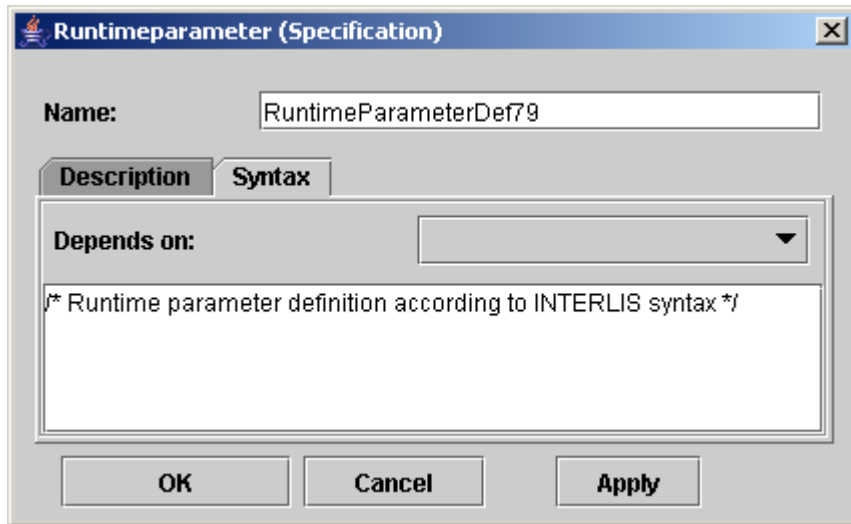 Runtimeparameter (Specification)
Name: RuntimeParameterDef79
Description Syntax
Depends on:
/* Runtime parameter definition according to INTERLIS syntax */
OK Cancel Apply